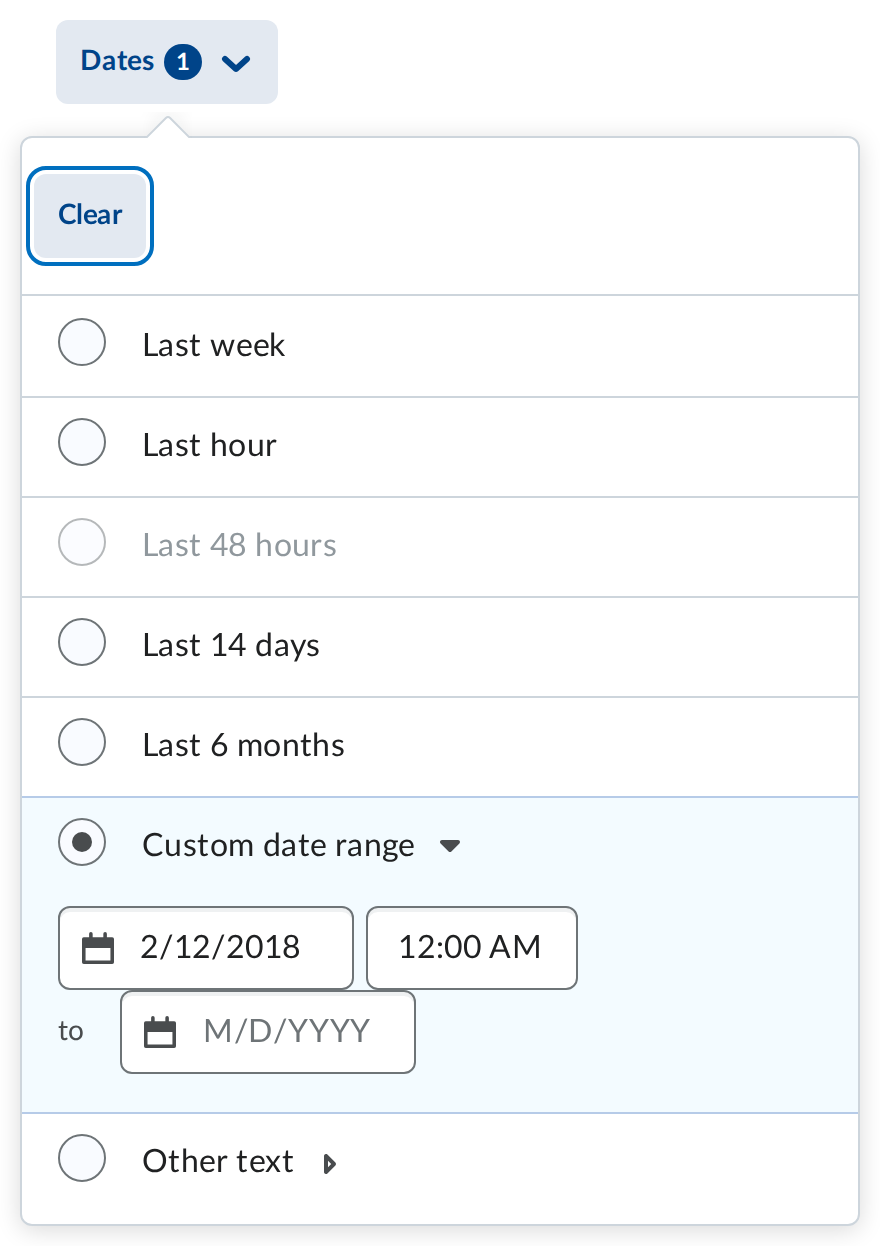 Dates 1
Clear
Last week
Last hour
Last 48 hours
Last 14 days
Last 6 months
Custom date range
2/12/2018 12:00 AM
to M/D/YYYY
Other text